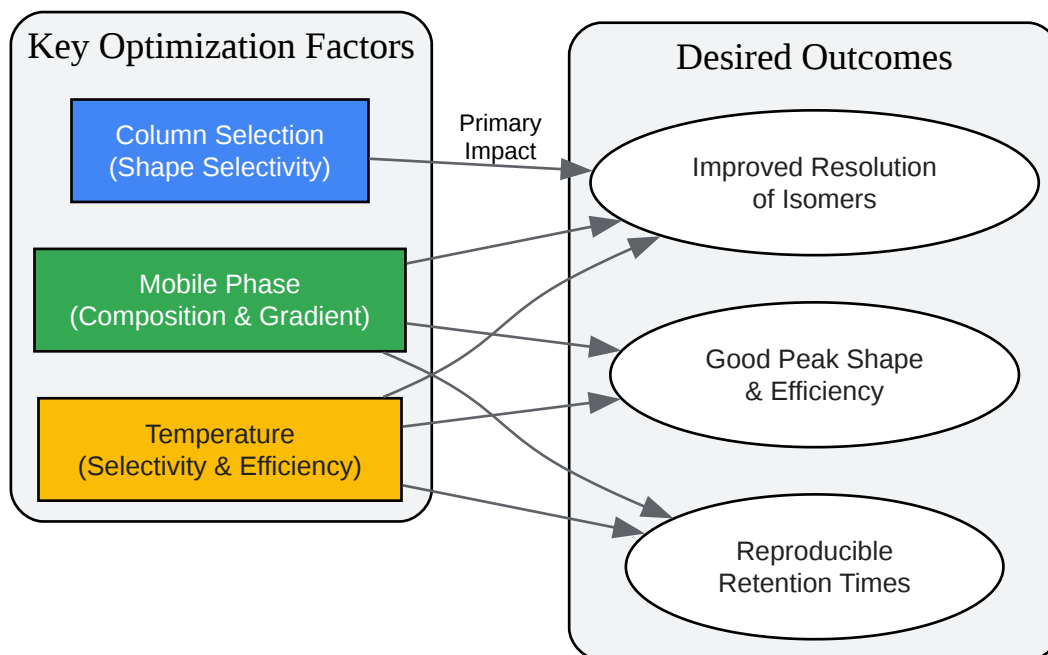 Key Optimization Factors
Column Selection
(Shape Selectivity)
Mobile Phase
(Composition & Gradient)
Temperature
(Selectivity & Efficiency)
Primary
Impact
Desired Outcomes
Improved Resolution
of Isomers
Good Peak Shape
& Efficiency
Reproducible
Retention Times